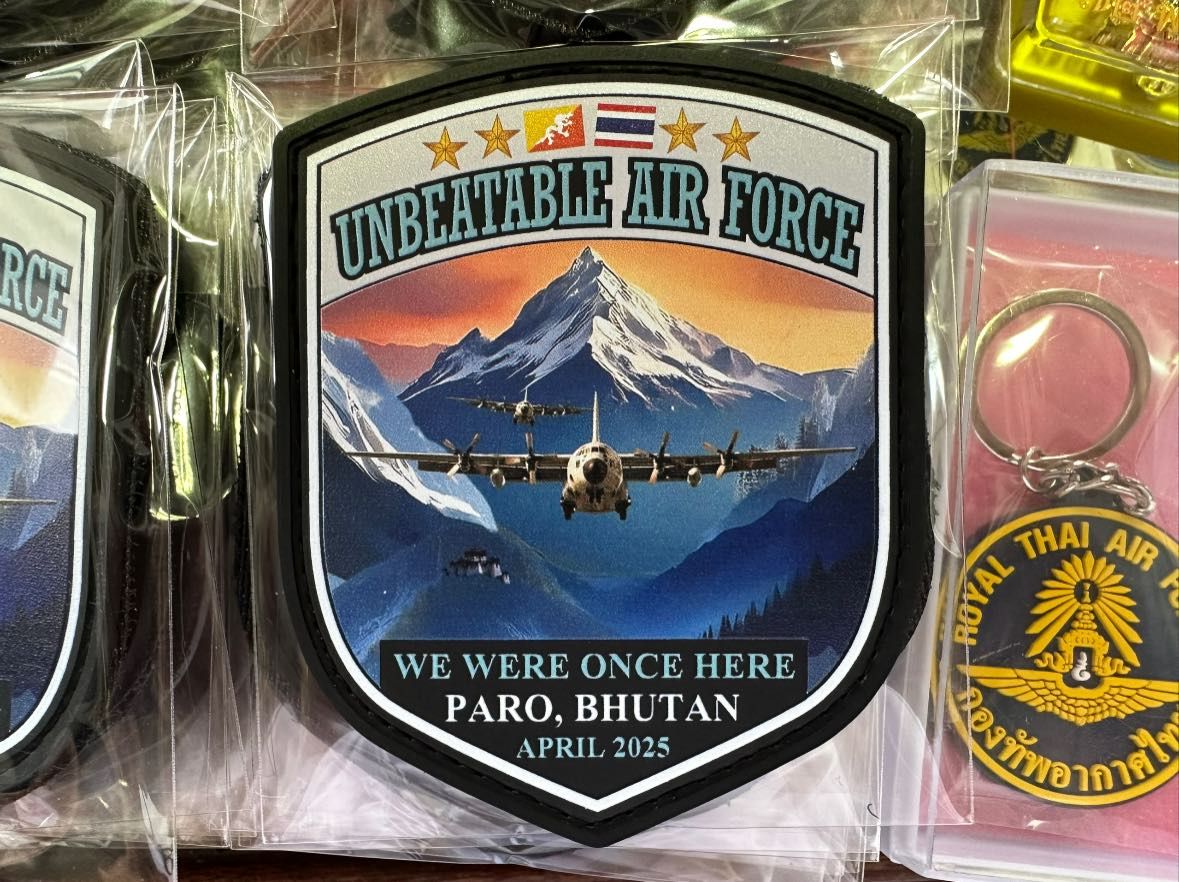 UNBEATABLE AIR FORCE
WE WERE ONCE HERE
PARO, BHUTAN
APRIL 2025
RCE
ROYAL THAI AIR
กองทัพอากาศไทย